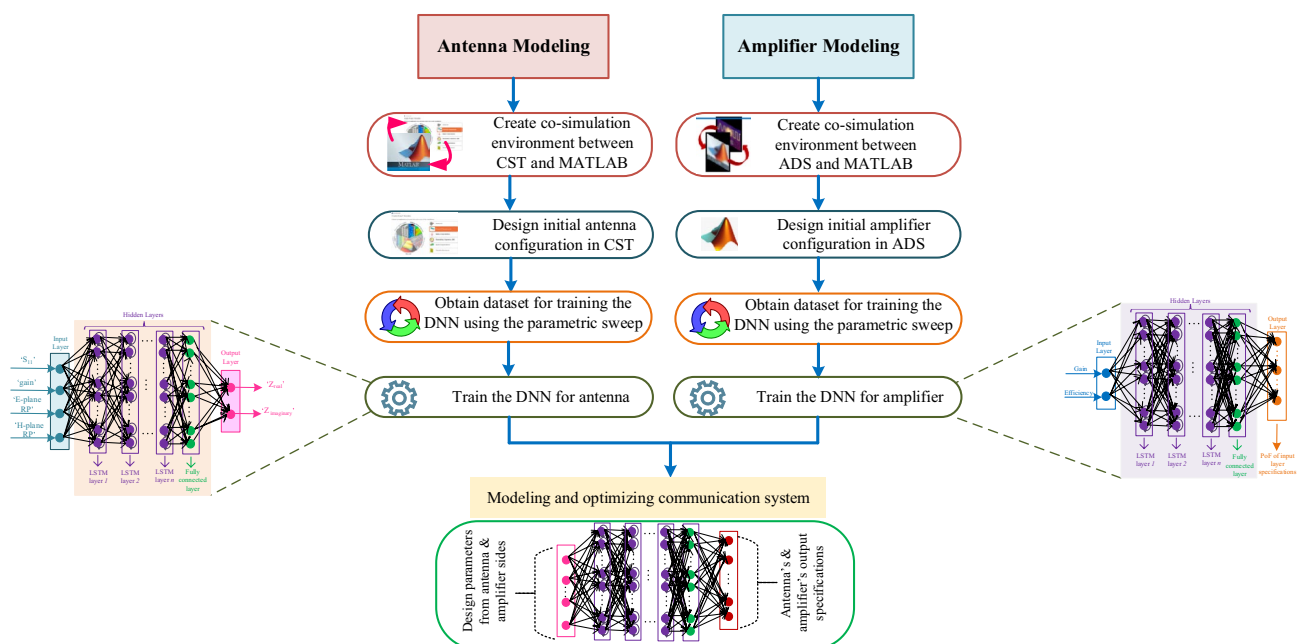 Antenna Modeling
Amplifier Modeling
Create co-simulation
environment between
CST and MATLAB
MATLAB
Create co-simulation
environment between
ADS and MATLAB
Design initial antenna
configuration in CST
Design initial amplifier
configuration in ADS
Obtain dataset for training the
DNN using the parametric sweep
Obtain dataset for training the
DNN using the parametric sweep
Train the DNN for antenna
Train the DNN for amplifier
Hidden Layers
Input
Layer
Output
Layer
'S11'
'gain'
'E-plane
RP'
'H-plane
RP'
'Zreal'
'Zimaginary'
LSTM
layer 1
LSTM
layer 2
LSTM
layer n
Fully
connected
layer
Hidden Layers
Input
Layer
Output
Layer
Gain
Efficiency
LSTM
layer 1
LSTM
layer 2
LSTM
layer n
Fully
connected
layer
PoF of input
layer
specifications
Modeling and optimizing communication system
Design parameters
from antenna &
amplifier sides
Antenna's &
amplifier's output
specifications